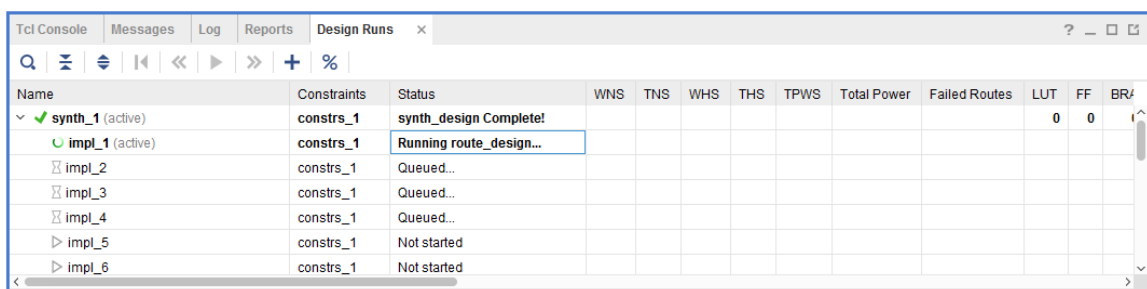 Tcl Console Messages Log Reports Design Runs × ?
%
Name Constraints Status WNS TNS WHS THS TPWS Total Power Failed Routes LUT FF
synth_1 (active) constrs_1 synth_design Complete! 0 0
impl_1 (active) constrs_1 Running route_design...
impl_2 constrs_1 Queued...
impl_3 constrs_1 Queued...
impl_4 constrs_1 Queued...
impl_5 constrs_1 Not started
impl_6 constrs_1 Not started